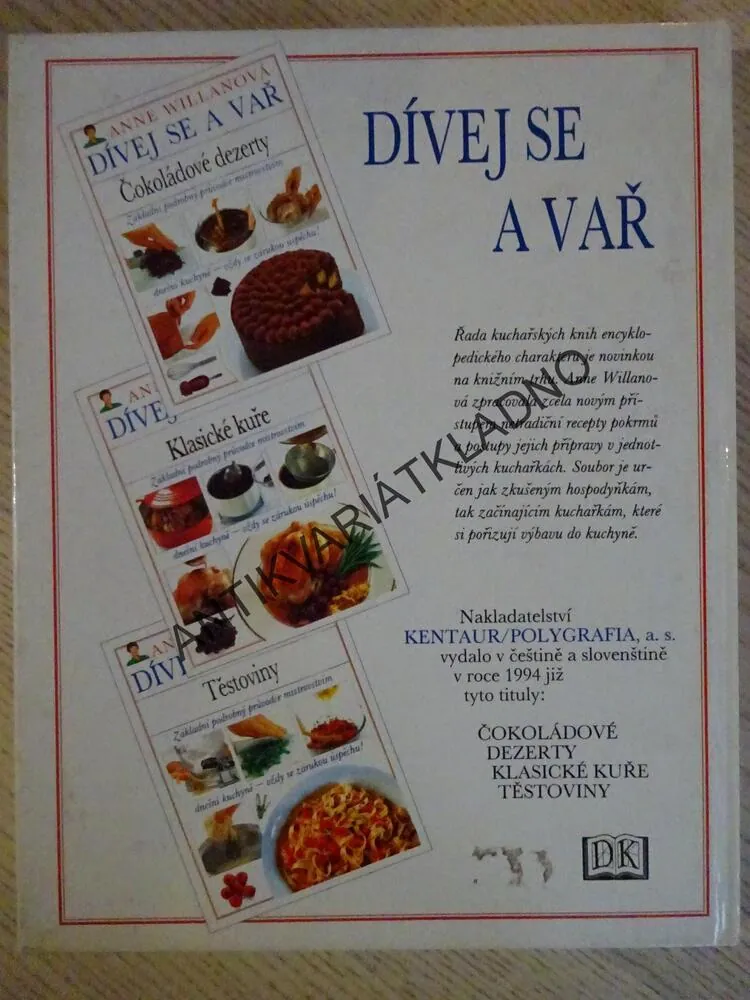 ANNE WILLANOVÁ
DÍVEJ SE A VAŘ
Čokoládové dezerty
Základní podrobný průvodce mistrovstvím
dnešní kuchyně – vždy se zárukou úspěchu!
DÍVEJ SE
A VAŘ
Řada kuchařských knih encyklo-
pedického charakteru je novinkou
na knižním trhu. Anne Willano-
vá zpracovala zcela novým pří-
stupem netradiční recepty pokrmů
a postupy jejich přípravy v jednot-
livých kuchařkách. Soubor je ur-
čen jak zkušeným hospodyňkám,
tak začínajícím kuchařkám, které
si pořizují výbavu do kuchyně.
AN
DÍVEJ
Klasické kuře
Základní podrobný průvodce mistrovstvím
dnešní kuchyně – vždy se zárukou úspěchu!
AN
DÍVE
Těstoviny
Základní podrobný průvodce mistrovstvím
dnešní kuchyně – vždy se zárukou úspěchu!
Nakladatelství
KENTAUR/POLYGRAFIA, a. s.
vydalo v češtině a slovenštině
v roce 1994 již
tyto tituly:
ČOKOLÁDOVÉ
DEZERTY
KLASICKÉ KUŘE
TĚSTOVINY
DK
ANTIKVARIÁTKLADNO